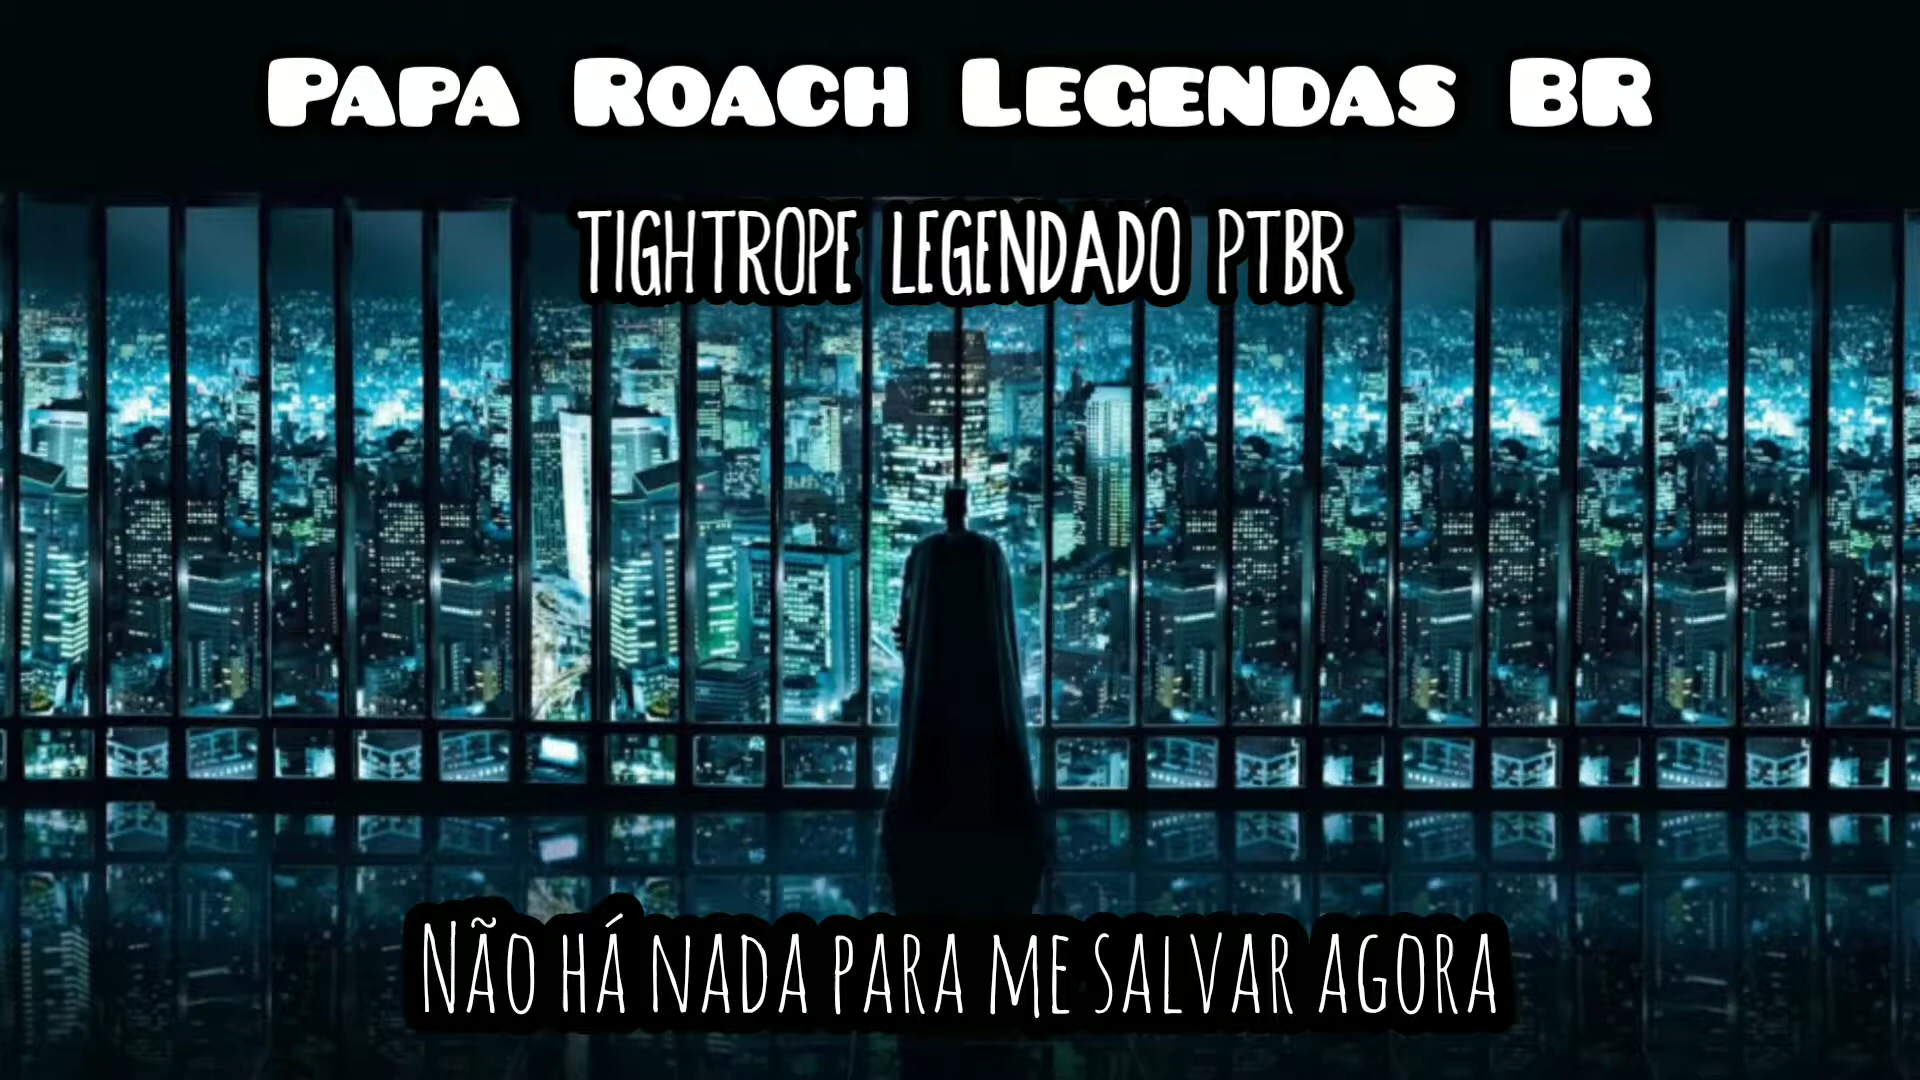 Papa Roach Legendas BR
TIGHTROPE LEGENDADO PTBR
Não há nada para me salvar agora